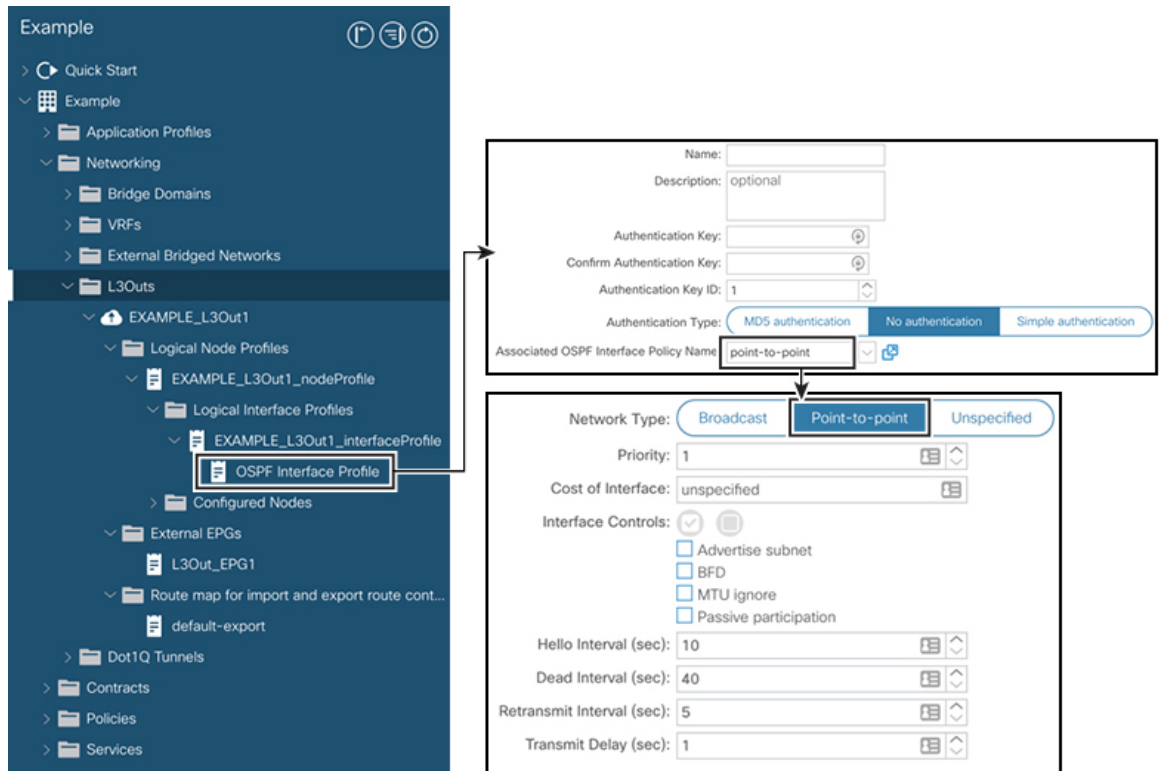 Example
Quick Start
Example
Application Profiles
Networking
Bridge Domains
VRFs
External Bridged Networks
L3Outs
EXAMPLE_L3Out1
Logical Node Profiles
EXAMPLE_L3Out1_nodeProfile
Logical Interface Profiles
EXAMPLE_L3Out1_interfaceProfile
OSPF Interface Profile
Configured Nodes
External EPGs
L3Out_EPG1
Route map for import and export route cont...
default-export
Dot1Q Tunnels
Contracts
Policies
Services
Name:
Description: optional
Authentication Key:
Confirm Authentication Key:
Authentication Key ID: 1
Authentication Type: MD5 authentication No authentication Simple authentication
Associated OSPF Interface Policy Name: point-to-point
Network Type: Broadcast Point-to-point Unspecified
Priority: 1
Cost of Interface: unspecified
Interface Controls:
Advertise subnet
BFD
MTU ignore
Passive participation
Hello Interval (sec): 10
Dead Interval (sec): 40
Retransmit Interval (sec): 5
Transmit Delay (sec): 1